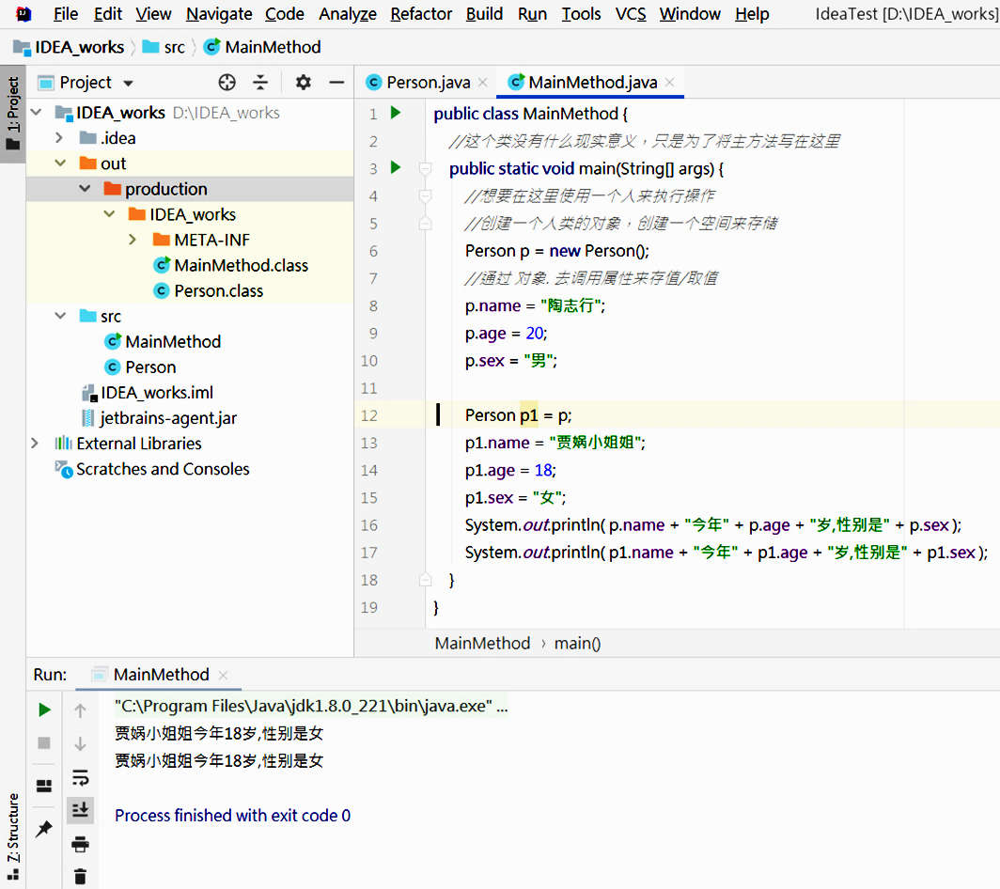 File Edit View Navigate Code Analyze Refactor Build Run Tools VCS Window Help IdeaTest [D:\IDEA_works]
IDEA_works src MainMethod
1: Project
Project
IDEA_works D:\IDEA_works
.idea
out
production
IDEA_works
META-INF
MainMethod.class
Person.class
src
MainMethod
Person
IDEA_works.iml
jetbrains-agent.jar
External Libraries
Scratches and Consoles
Person.java MainMethod.java
1 public class MainMethod {
2 //这个类没有什么现实意义，只是为了将主方法写在这里
3 public static void main(String[] args) {
4 //想要在这里使用一个人来执行操作
5 //创建一个人类的对象，创建一个空间来存储
6 Person p = new Person();
7 //通过 对象. 去调用属性来存值/取值
8 p.name = "陶志行";
9 p.age = 20;
10 p.sex = "男";
11
12 Person p1 = p;
13 p1.name = "贾娲小姐姐";
14 p1.age = 18;
15 p1.sex = "女";
16 System.out.println( p.name + "今年" + p.age + "岁,性别是" + p.sex );
17 System.out.println( p1.name + "今年" + p1.age + "岁,性别是" + p1.sex );
18 }
19 }
MainMethod › main()
Run: MainMethod
"C:\Program Files\Java\jdk1.8.0_221\bin\java.exe" ...
贾娲小姐姐今年18岁,性别是女
贾娲小姐姐今年18岁,性别是女
Process finished with exit code 0
Z: Structure